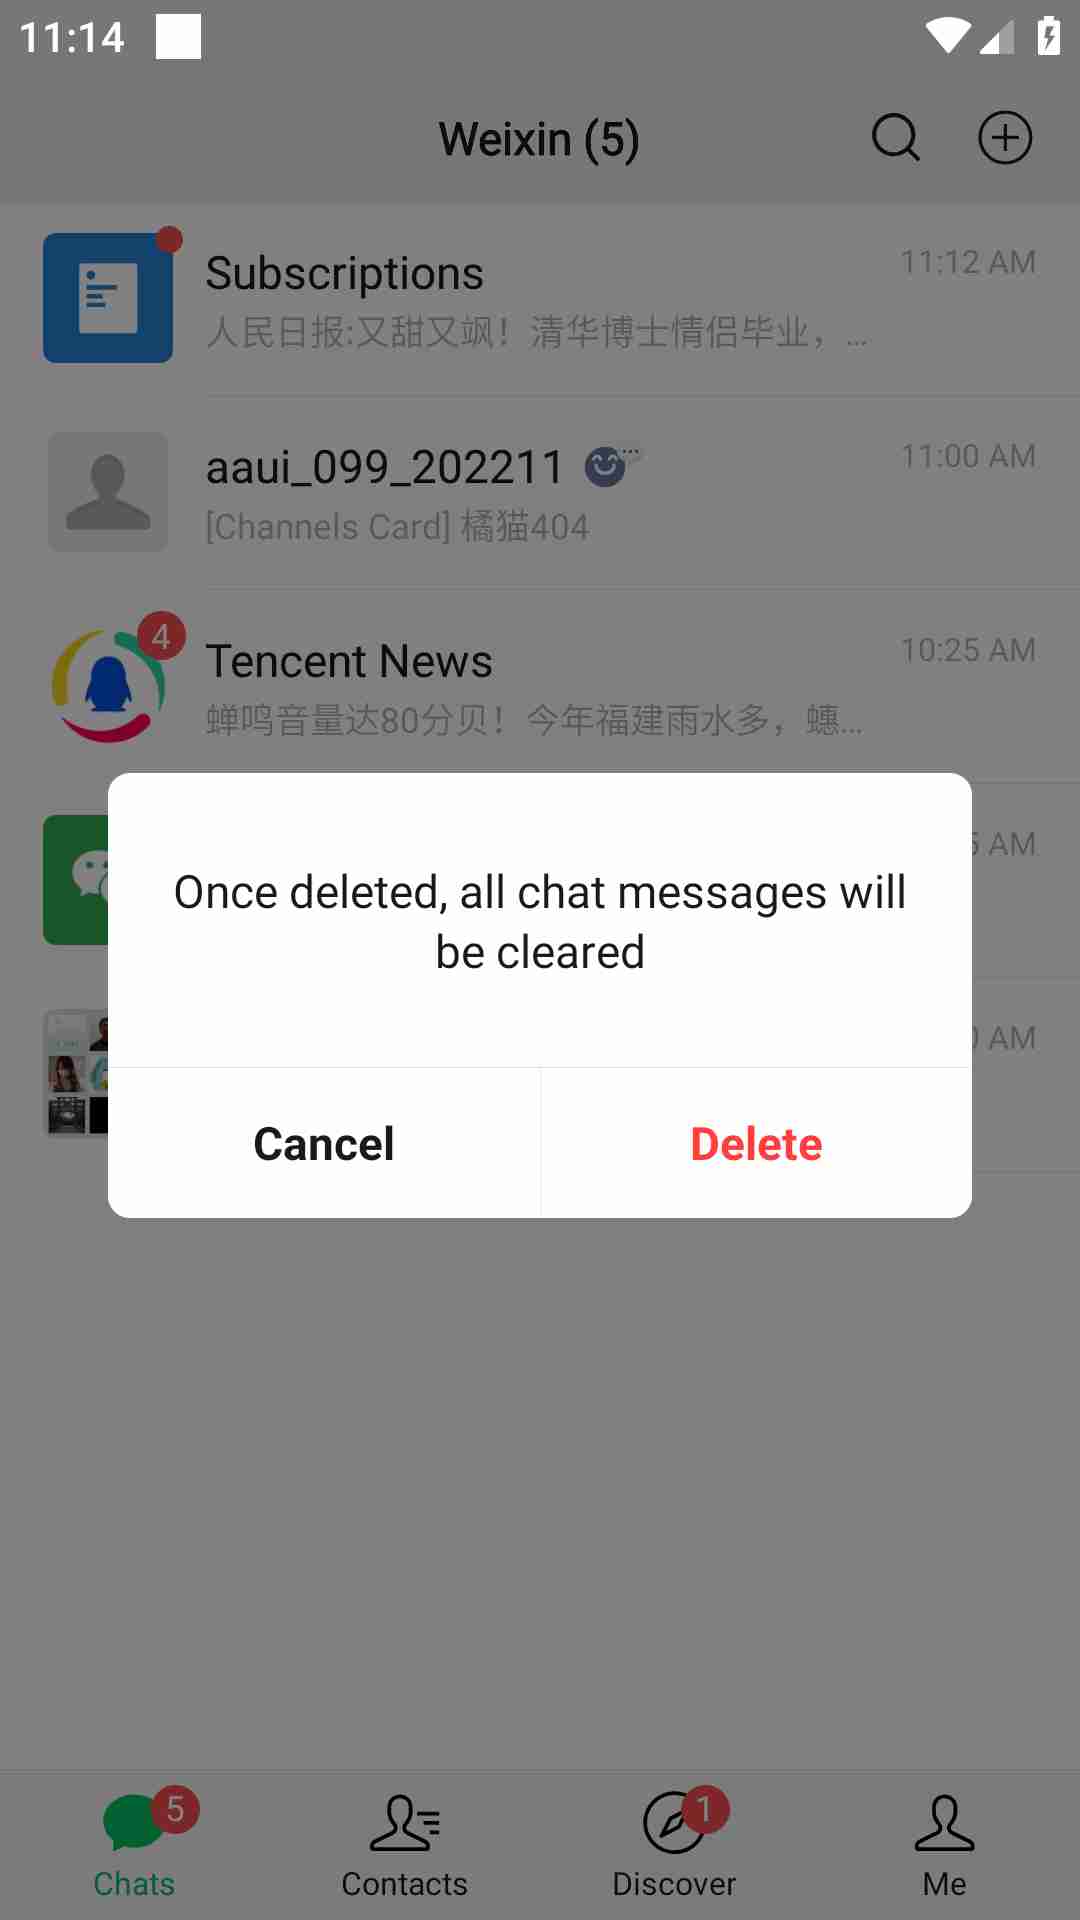 11:14
Weixin (5)
Subscriptions
11:12 AM
人民日报:又甜又飒！清华博士情侣毕业，...
aaui_099_202211
11:00 AM
[Channels Card] 橘猫404
4
Tencent News
10:25 AM
蝉鸣音量达80分贝！今年福建雨水多，蟪...
AM
AM
Once deleted, all chat messages will
be cleared
Cancel
Delete
5
1
Chats
Contacts
Discover
Me